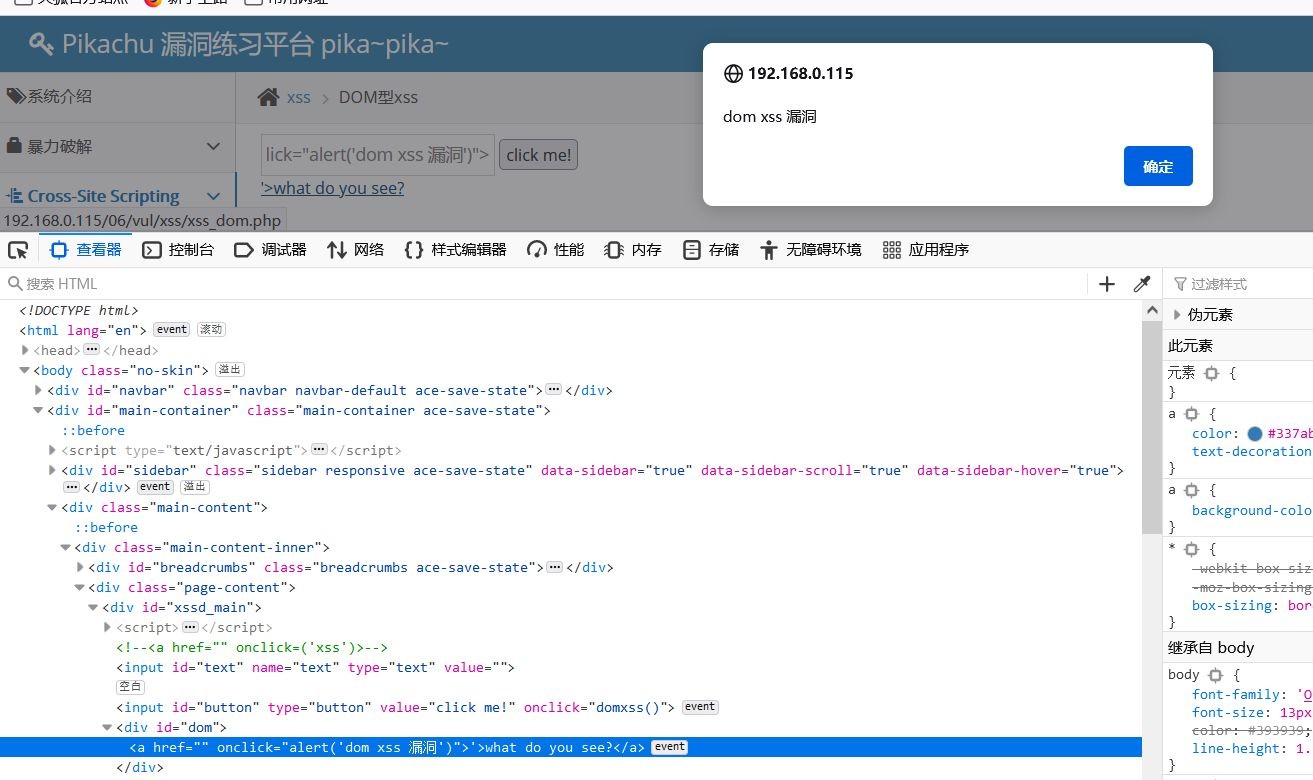 Pikachu 漏洞练习平台 pika~pika~
192.168.0.115
dom xss 漏洞
确定
系统介绍
xss > DOM型xss
暴力破解
lick="alert('dom xss 漏洞')"> click me!
'>what do you see?
Cross-Site Scripting
192.168.0.115/06/vul/xss/xss_dom.php
查看器 控制台 调试器 网络 {} 样式编辑器 性能 内存 存储 无障碍环境 应用程序
搜索 HTML
过滤样式
<!DOCTYPE html>
<html lang="en"> event 滚动
<head> ⋯ </head>
<body class="no-skin"> 溢出
<div id="navbar" class="navbar navbar-default ace-save-state"> ⋯ </div>
<div id="main-container" class="main-container ace-save-state">
::before
<script type="text/javascript"> ⋯ </script>
<div id="sidebar" class="sidebar responsive ace-save-state" data-sidebar="true" data-sidebar-scroll="true" data-sidebar-hover="true">
⋯ </div> event 溢出
<div class="main-content">
::before
<div class="main-content-inner">
<div id="breadcrumbs" class="breadcrumbs ace-save-state"> ⋯ </div>
<div class="page-content">
<div id="xssd_main">
<script> ⋯ </script>
<!--<a href="" onclick=('xss')>-->
<input id="text" name="text" type="text" value="">
空白
<input id="button" type="button" value="click me!" onclick="domxss()"> event
<div id="dom">
<a href="" onclick="alert('dom xss 漏洞')">'>what do you see?</a> event
</div>
伪元素
此元素
元素 {
}
a {
color: #337ab
text-decoration
}
a {
background-colo
}
* {
-webkit-box-siz
-moz-box-sizing
box-sizing: bor
}
继承自 body
body {
font-family: 'O
font-size: 13px
color: #393939;
line-height: 1.
}